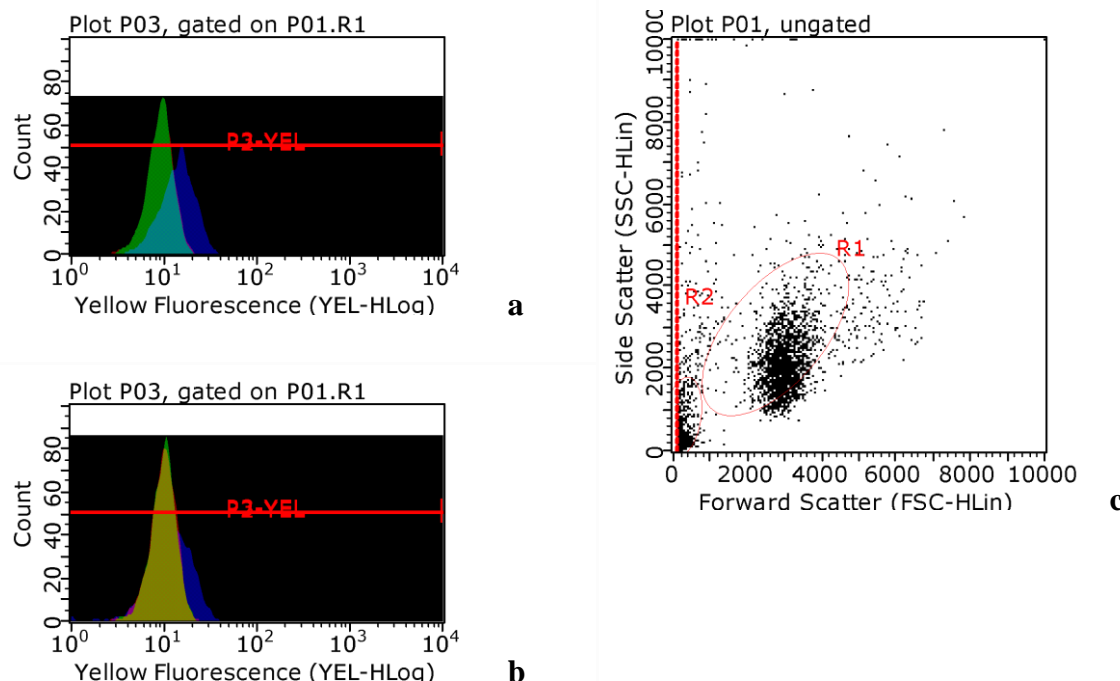 Plot P03, gated on P01.R1
Count
0 20 40 60 80
P3-YEL
10^0 10^1 10^2 10^3 10^4
Yellow Fluorescence (YEL-HLog)
a
Plot P03, gated on P01.R1
Count
0 20 40 60 80
P3-YEL
10^0 10^1 10^2 10^3 10^4
Yellow Fluorescence (YEL-HLog)
b
Plot P01, ungated
Side Scatter (SSC-HLin)
0 2000 4000 6000 8000 10000
R1
R2
0 2000 4000 6000 8000 10000
Forward Scatter (FSC-HLin)
c